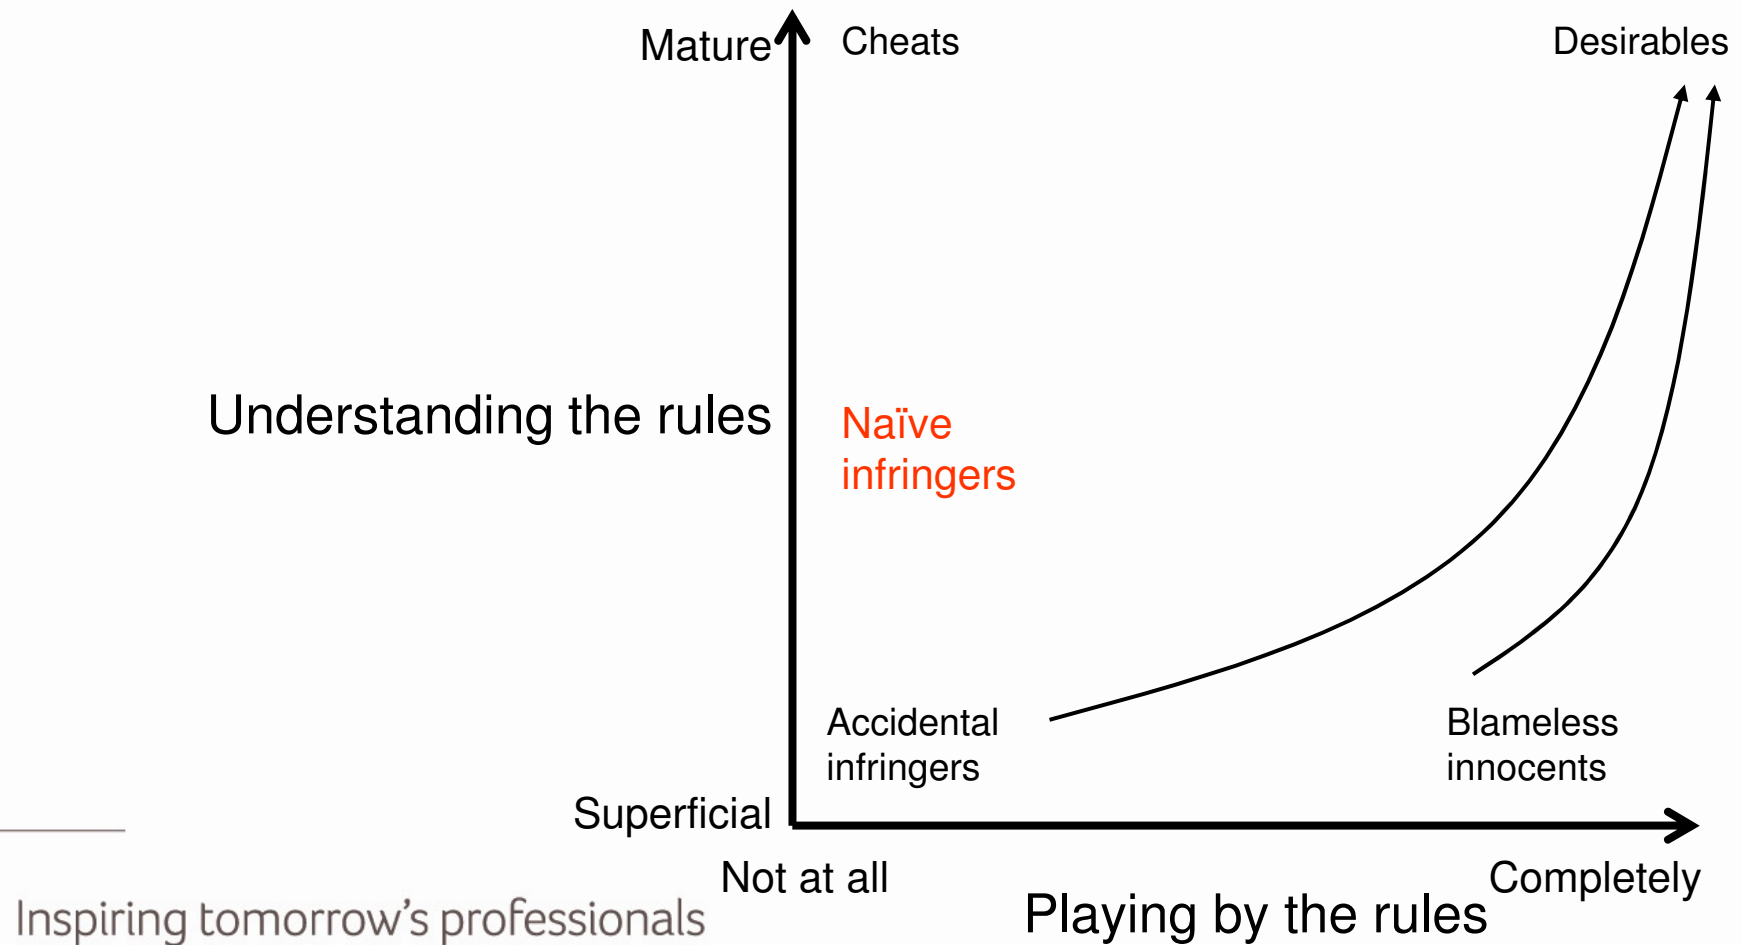 Mature
Cheats
Desirables
Understanding the rules
Naïve
infringers
Accidental
infringers
Blameless
innocents
Superficial
Not at all
Completely
Playing by the rules
Inspiring tomorrow's professionals